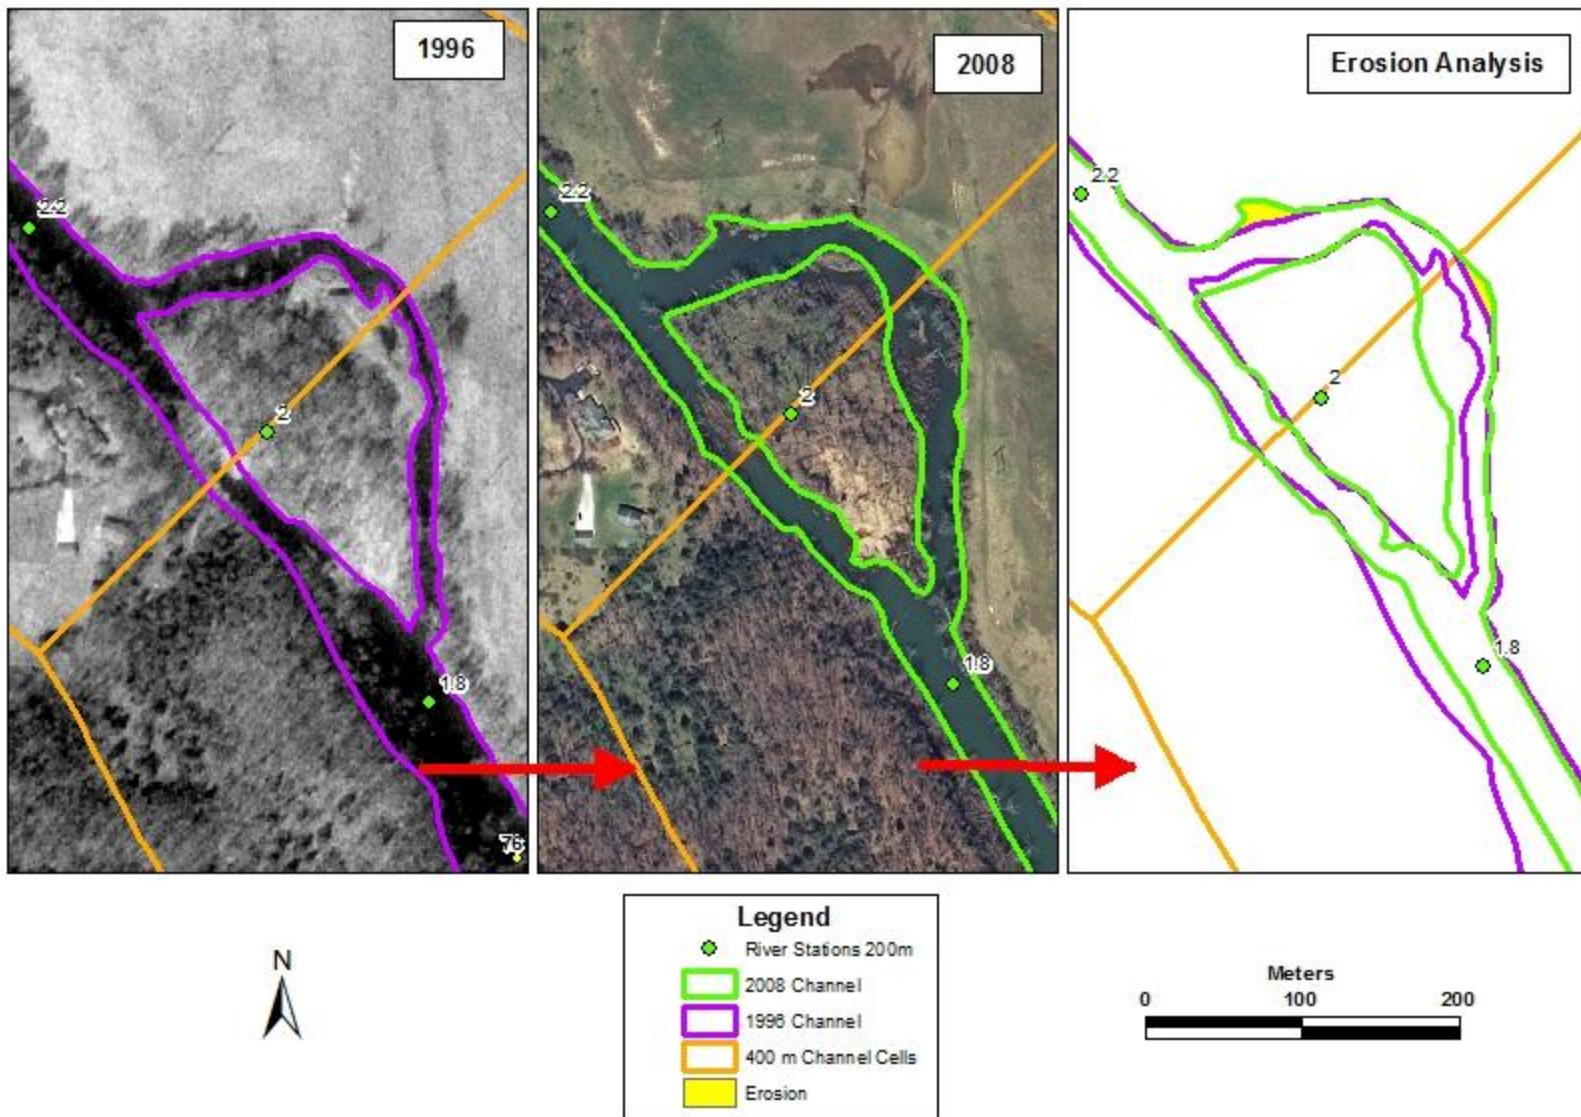 1996
2.2
2
1.8
76
2008
2.2
2
1.8
Erosion Analysis
2.2
2
1.8
N
Legend
River Stations 200m
2008 Channel
1996 Channel
400 m Channel Cells
Erosion
Meters
0 100 200